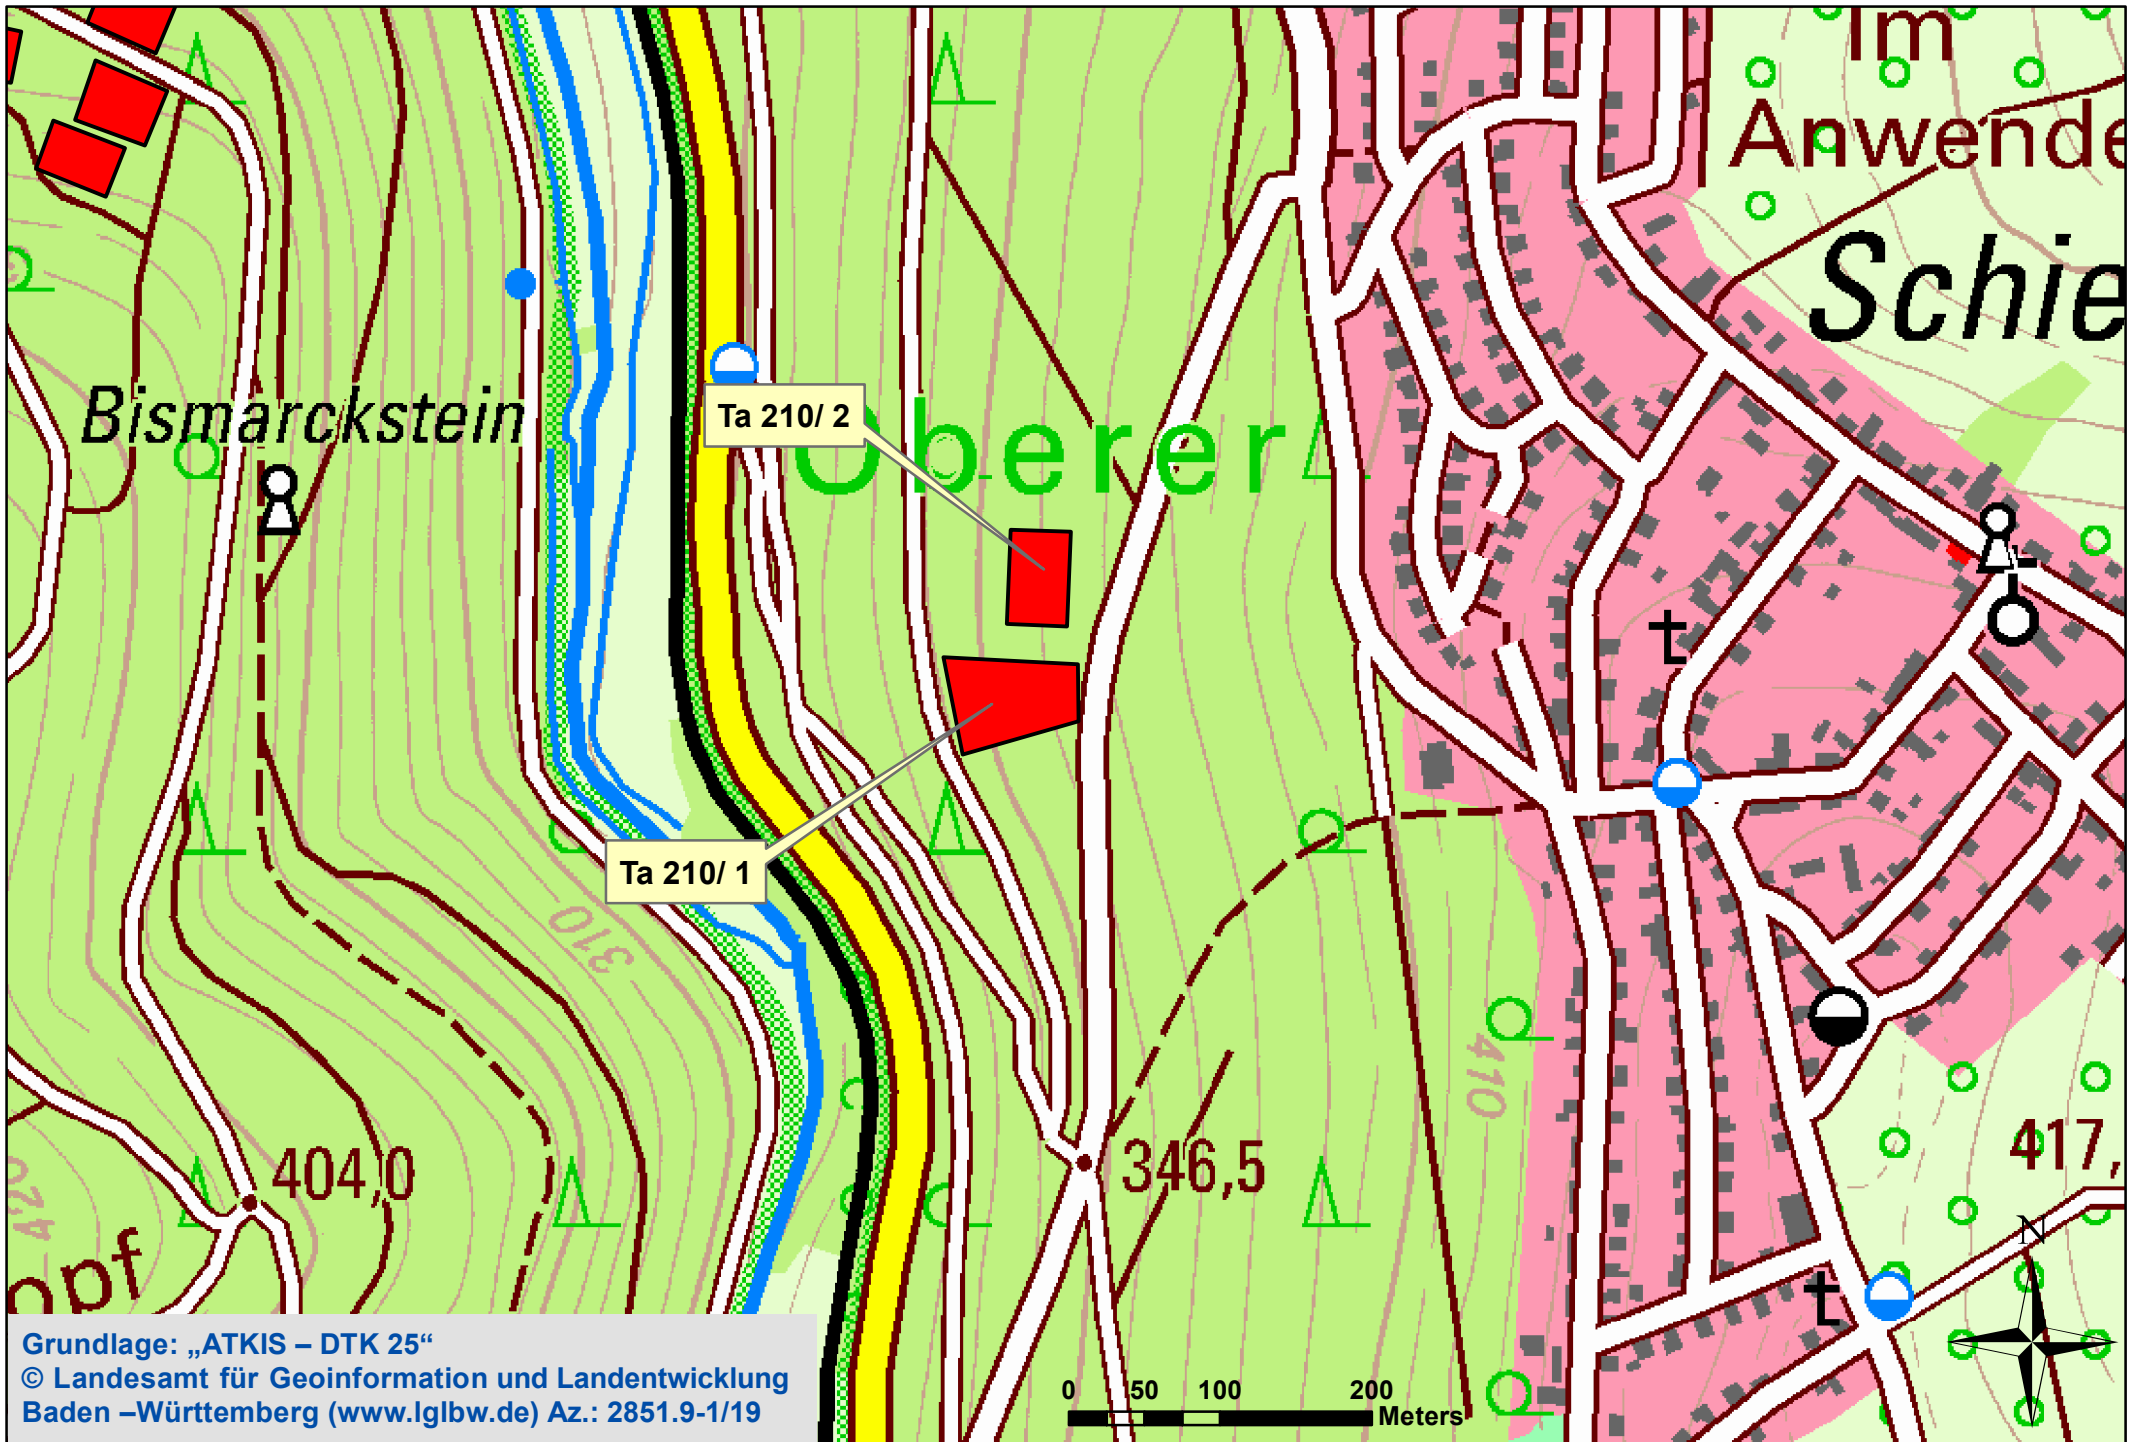 Im
Anwende
Schie
Bismarckstein
Ta 210/ 2
Oberer
Ta 210/ 1
310
410
404,0
346,5
417,
420
opf
N
Grundlage: „ATKIS – DTK 25“
© Landesamt für Geoinformation und Landentwicklung
Baden –Württemberg (www.lglbw.de) Az.: 2851.9-1/19
0 50 100 200
Meters